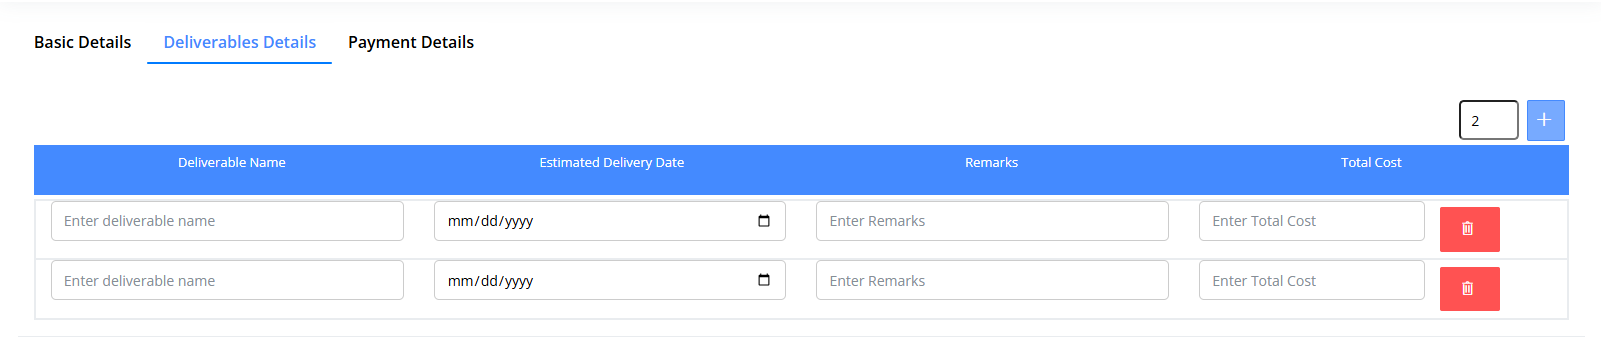 Basic Details Deliverables Details Payment Details
2
Deliverable Name Estimated Delivery Date Remarks Total Cost
Enter deliverable name mm/dd/yyyy Enter Remarks Enter Total Cost
Enter deliverable name mm/dd/yyyy Enter Remarks Enter Total Cost